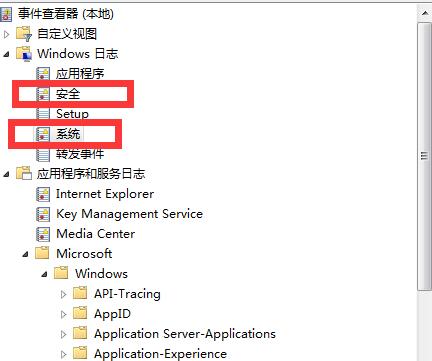 事件查看器 (本地)
自定义视图
Windows 日志
应用程序
安全
Setup
系统
转发事件
应用程序和服务日志
Internet Explorer
Key Management Service
Media Center
Microsoft
Windows
API-Tracing
AppID
Application Server-Applications
Application-Experience